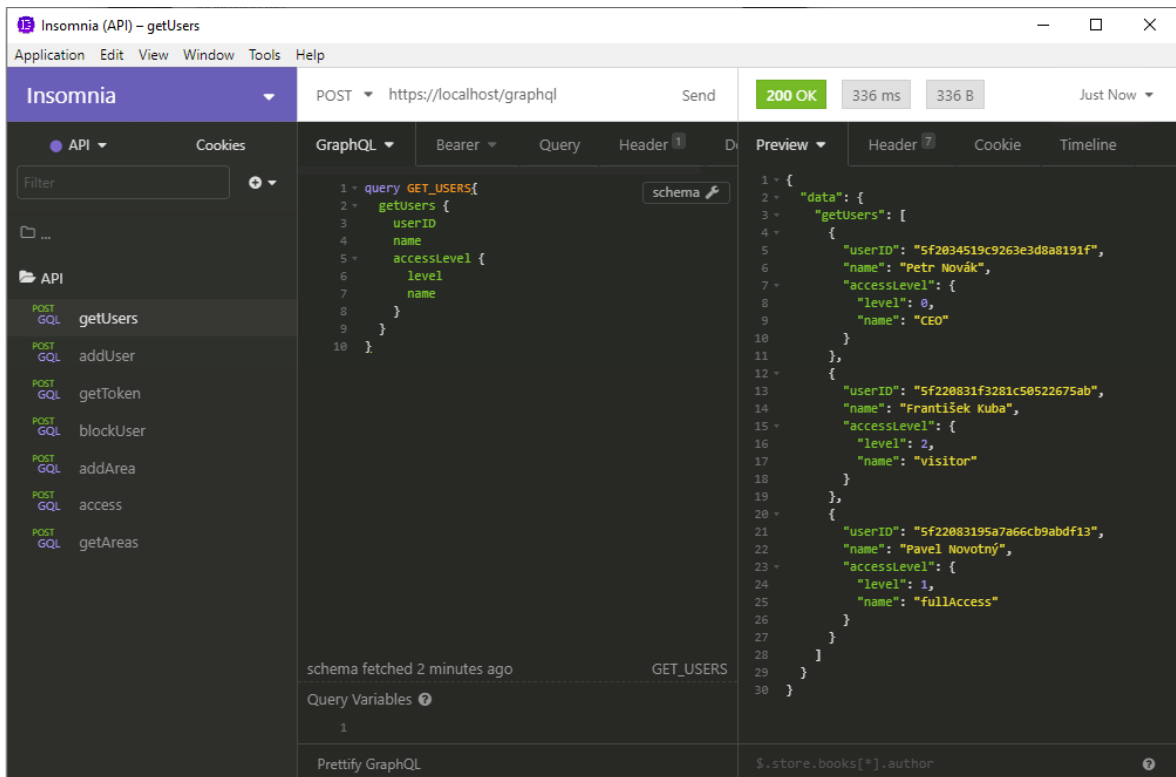 Insomnia (API) – getUsers
Application Edit View Window Tools Help
Insomnia
POST https://localhost/graphql Send
200 OK 336 ms 336 B Just Now
API Cookies
Filter
...
API
POST
GQL getUsers
POST
GQL addUser
POST
GQL getToken
POST
GQL blockUser
POST
GQL addArea
POST
GQL access
POST
GQL getAreas
GraphQL Bearer Query Header 1
schema
1 query GET_USERS{
2 getUsers {
3 userID
4 name
5 accessLevel {
6 level
7 name
8 }
9 }
10 }
schema fetched 2 minutes ago GET_USERS
Query Variables ?
1
Prettify GraphQL
Preview Header 7 Cookie Timeline
1 {
2 "data": {
3 "getUsers": [
4 {
5 "userID": "5f2034519c9263e3d8a8191f",
6 "name": "Petr Novák",
7 "accessLevel": {
8 "level": 0,
9 "name": "CEO"
10 }
11 },
12 {
13 "userID": "5f220831f3281c50522675ab",
14 "name": "František Kuba",
15 "accessLevel": {
16 "level": 2,
17 "name": "visitor"
18 }
19 },
20 {
21 "userID": "5f22083195a7a66cb9abdf13",
22 "name": "Pavel Novotný",
23 "accessLevel": {
24 "level": 1,
25 "name": "fullAccess"
26 }
27 }
28 ]
29 }
30 }
$.store.books[*].author ?